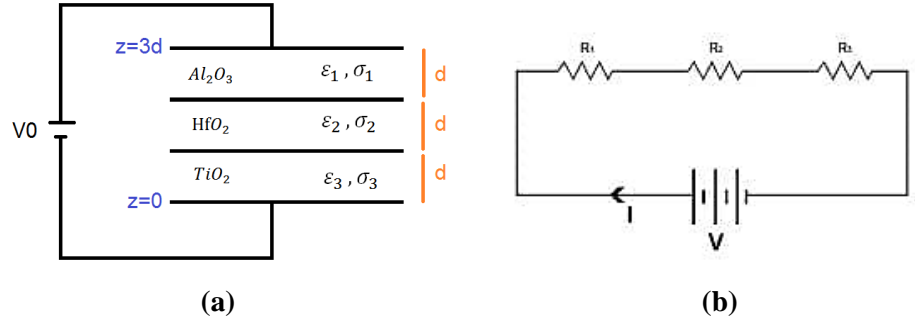 z=3d
Al₂O₃
ε₁ , σ₁
d
V0
HfO₂
ε₂ , σ₂
d
TiO₂
ε₃ , σ₃
d
z=0
(a)
R₁
R₂
R₃
I
V
(b)